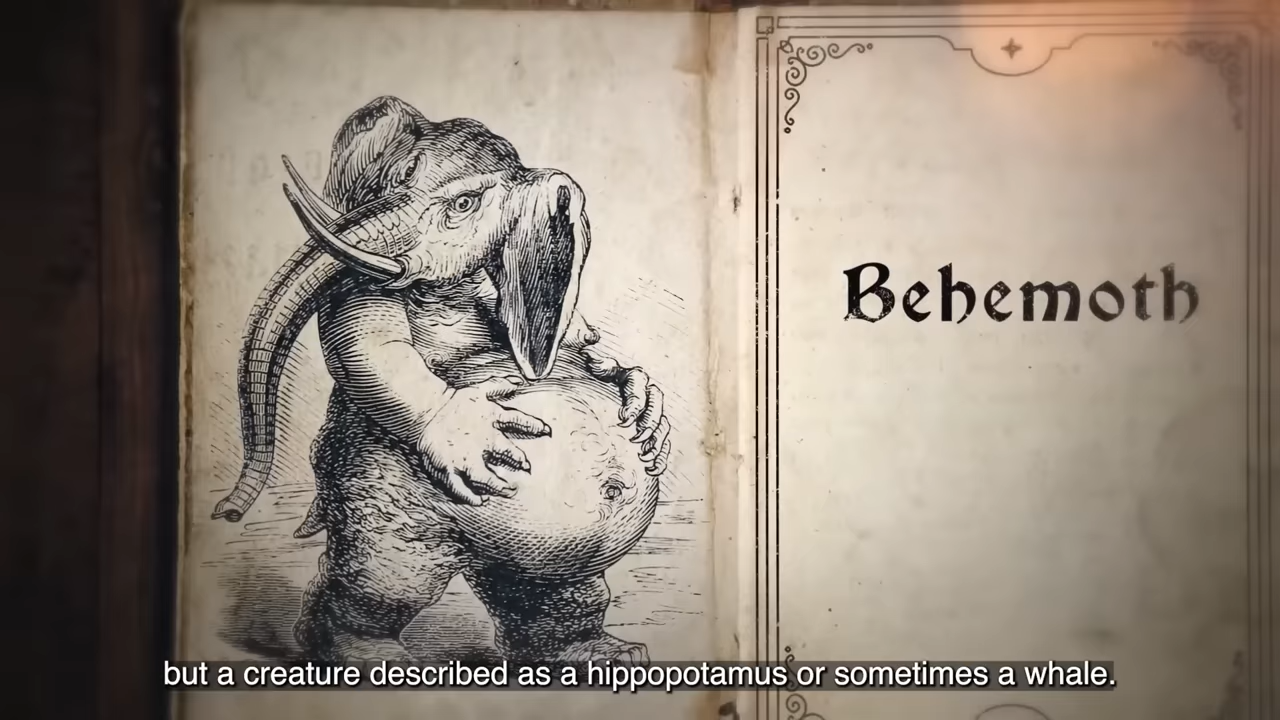 Behemoth
but a creature described as a hippopotamus or sometimes a whale.